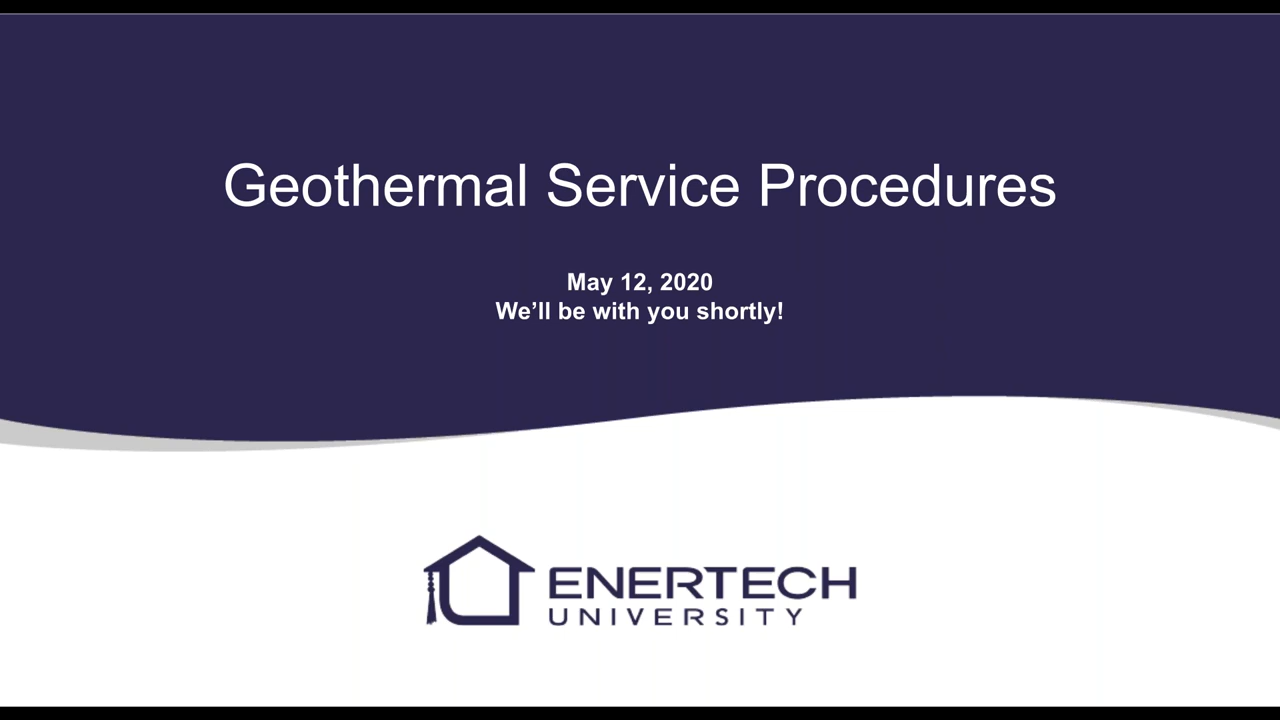 Geothermal Service Procedures
May 12, 2020
We’ll be with you shortly!
ENERTECH
UNIVERSITY